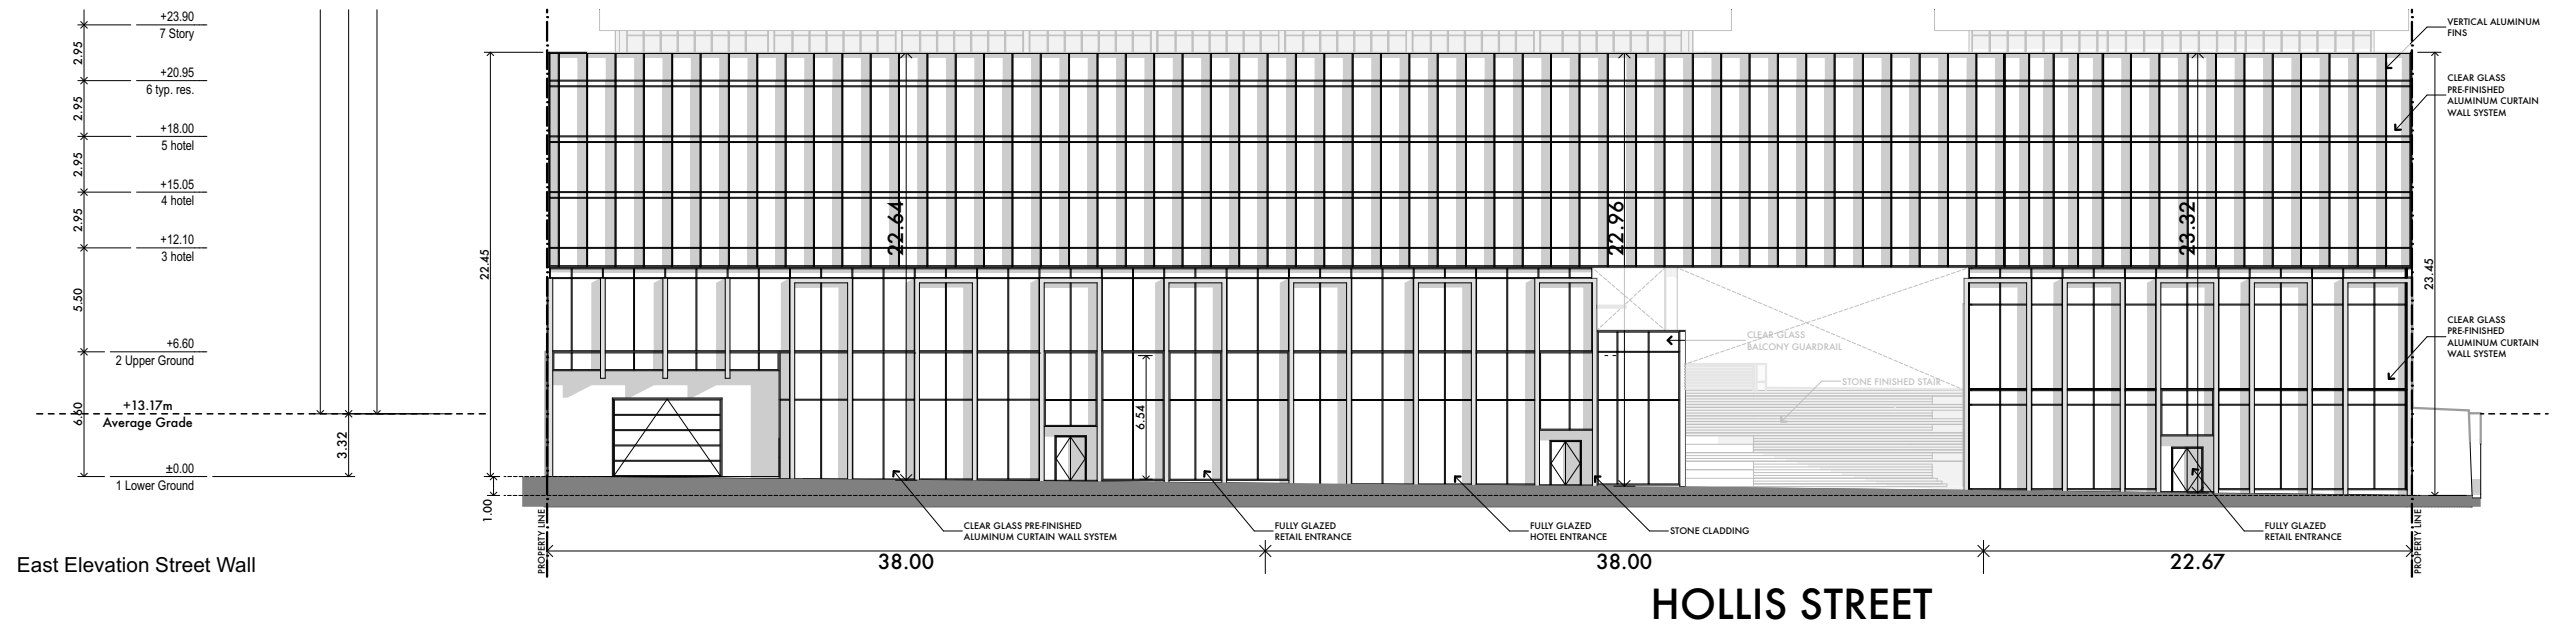 +23.90
7 Story
2.95
+20.95
6 typ. res.
2.95
+18.00
5 hotel
2.95
+15.05
4 hotel
2.95
+12.10
3 hotel
5.50
+6.60
2 Upper Ground
6.60
+13.17m
Average Grade
3.32
±0.00
1 Lower Ground
22.45
1.00
22.64
22.96
23.32
23.45
6.54
VERTICAL ALUMINUM
FINS
CLEAR GLASS
PRE-FINISHED
ALUMINUM CURTAIN
WALL SYSTEM
CLEAR GLASS
BALCONY GUARDRAIL
STONE FINISHED STAIR
CLEAR GLASS
PRE-FINISHED
ALUMINUM CURTAIN
WALL SYSTEM
CLEAR GLASS PRE-FINISHED
ALUMINUM CURTAIN WALL SYSTEM
FULLY GLAZED
RETAIL ENTRANCE
FULLY GLAZED
HOTEL ENTRANCE
STONE CLADDING
FULLY GLAZED
RETAIL ENTRANCE
PROPERTY LINE
PROPERTY LINE
38.00
38.00
22.67
East Elevation Street Wall
HOLLIS STREET